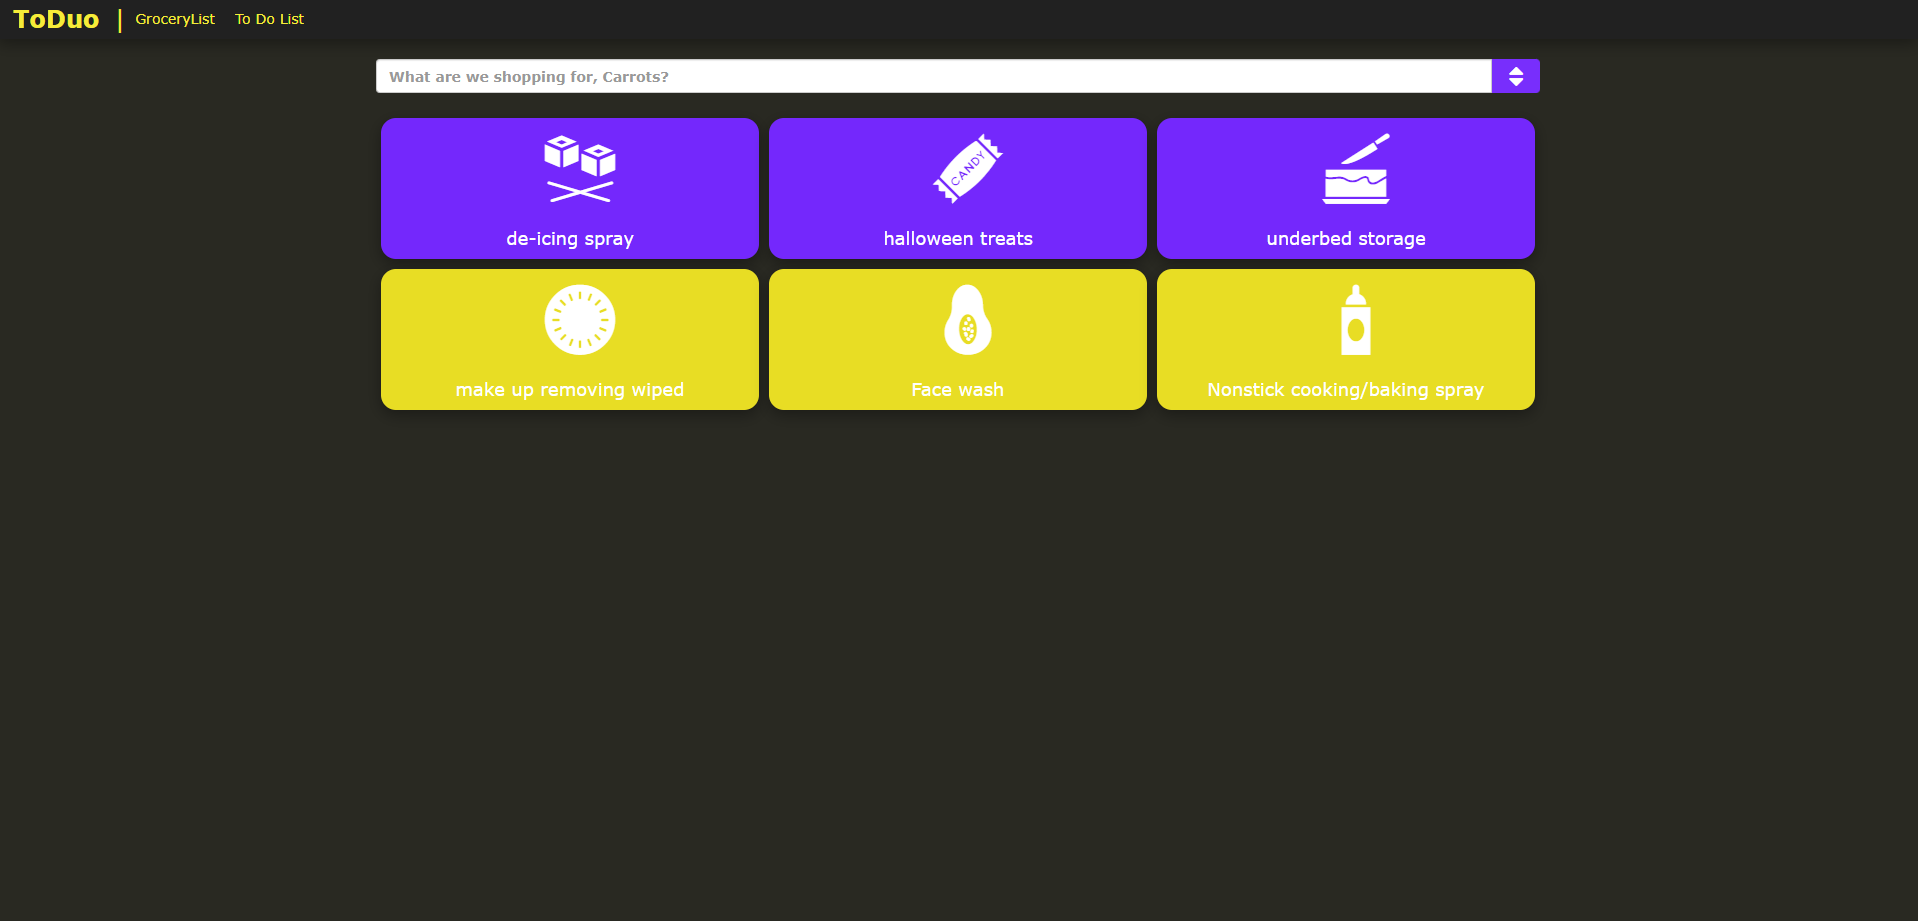 ToDuo | GroceryList To Do List
What are we shopping for, Carrots?
CANDY
de-icing spray
halloween treats
underbed storage
make up removing wiped
Face wash
Nonstick cooking/baking spray